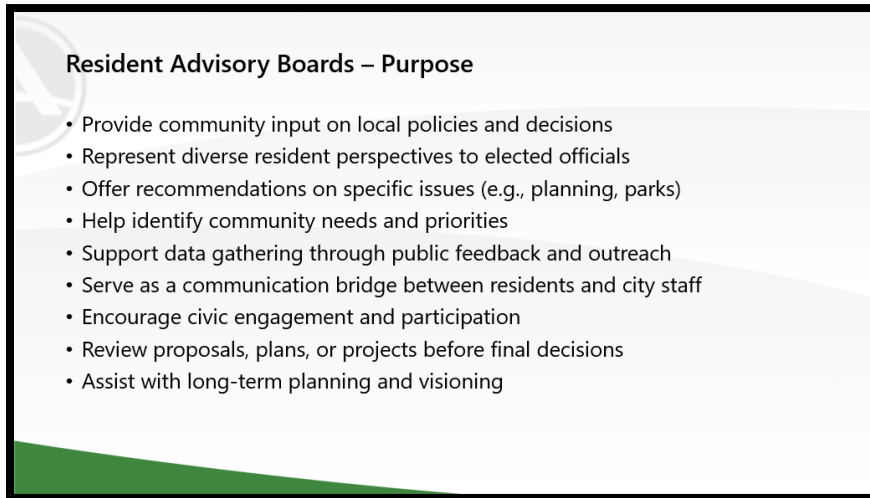 Resident Advisory Boards – Purpose
• Provide community input on local policies and decisions
• Represent diverse resident perspectives to elected officials
• Offer recommendations on specific issues (e.g., planning, parks)
• Help identify community needs and priorities
• Support data gathering through public feedback and outreach
• Serve as a communication bridge between residents and city staff
• Encourage civic engagement and participation
• Review proposals, plans, or projects before final decisions
• Assist with long-term planning and visioning